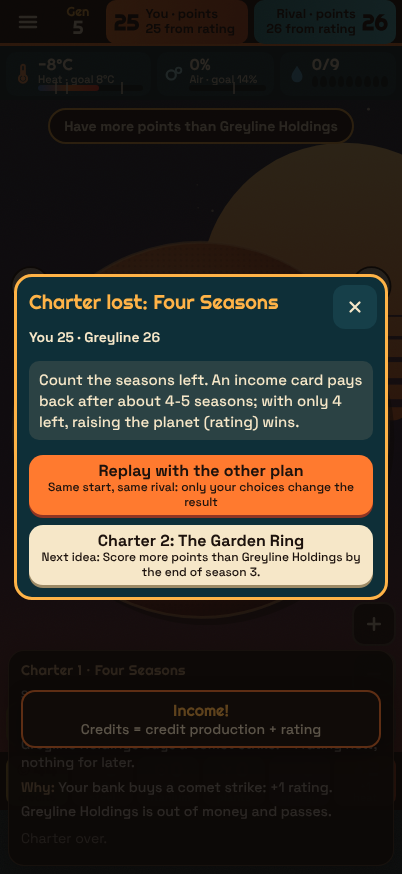 Gen
5
25
You · points
25 from rating
Rival · points
25 from rating
26
-8°C
Heat · goal 8°C
0%
Air · goal 14%
0/9
Have more points than Greyline Holdings
Charter lost: Four Seasons
You 25 · Greyline 26
Count the seasons left. An income card pays
back after about 4-5 seasons; with only 4
left, raising the planet (rating) wins.
Replay with the other plan
Same start, same rival: only your choices change the
result
Charter 2: The Garden Ring
Next idea: Score more points than Greyline Holdings by
the end of season 3.
Charter 1 · Four Seasons
Income!
Credits = credit production + rating
nothing for later.
Why: Your bank buys a comet strike: +1 rating.
Greyline Holdings is out of money and passes.
Charter over.